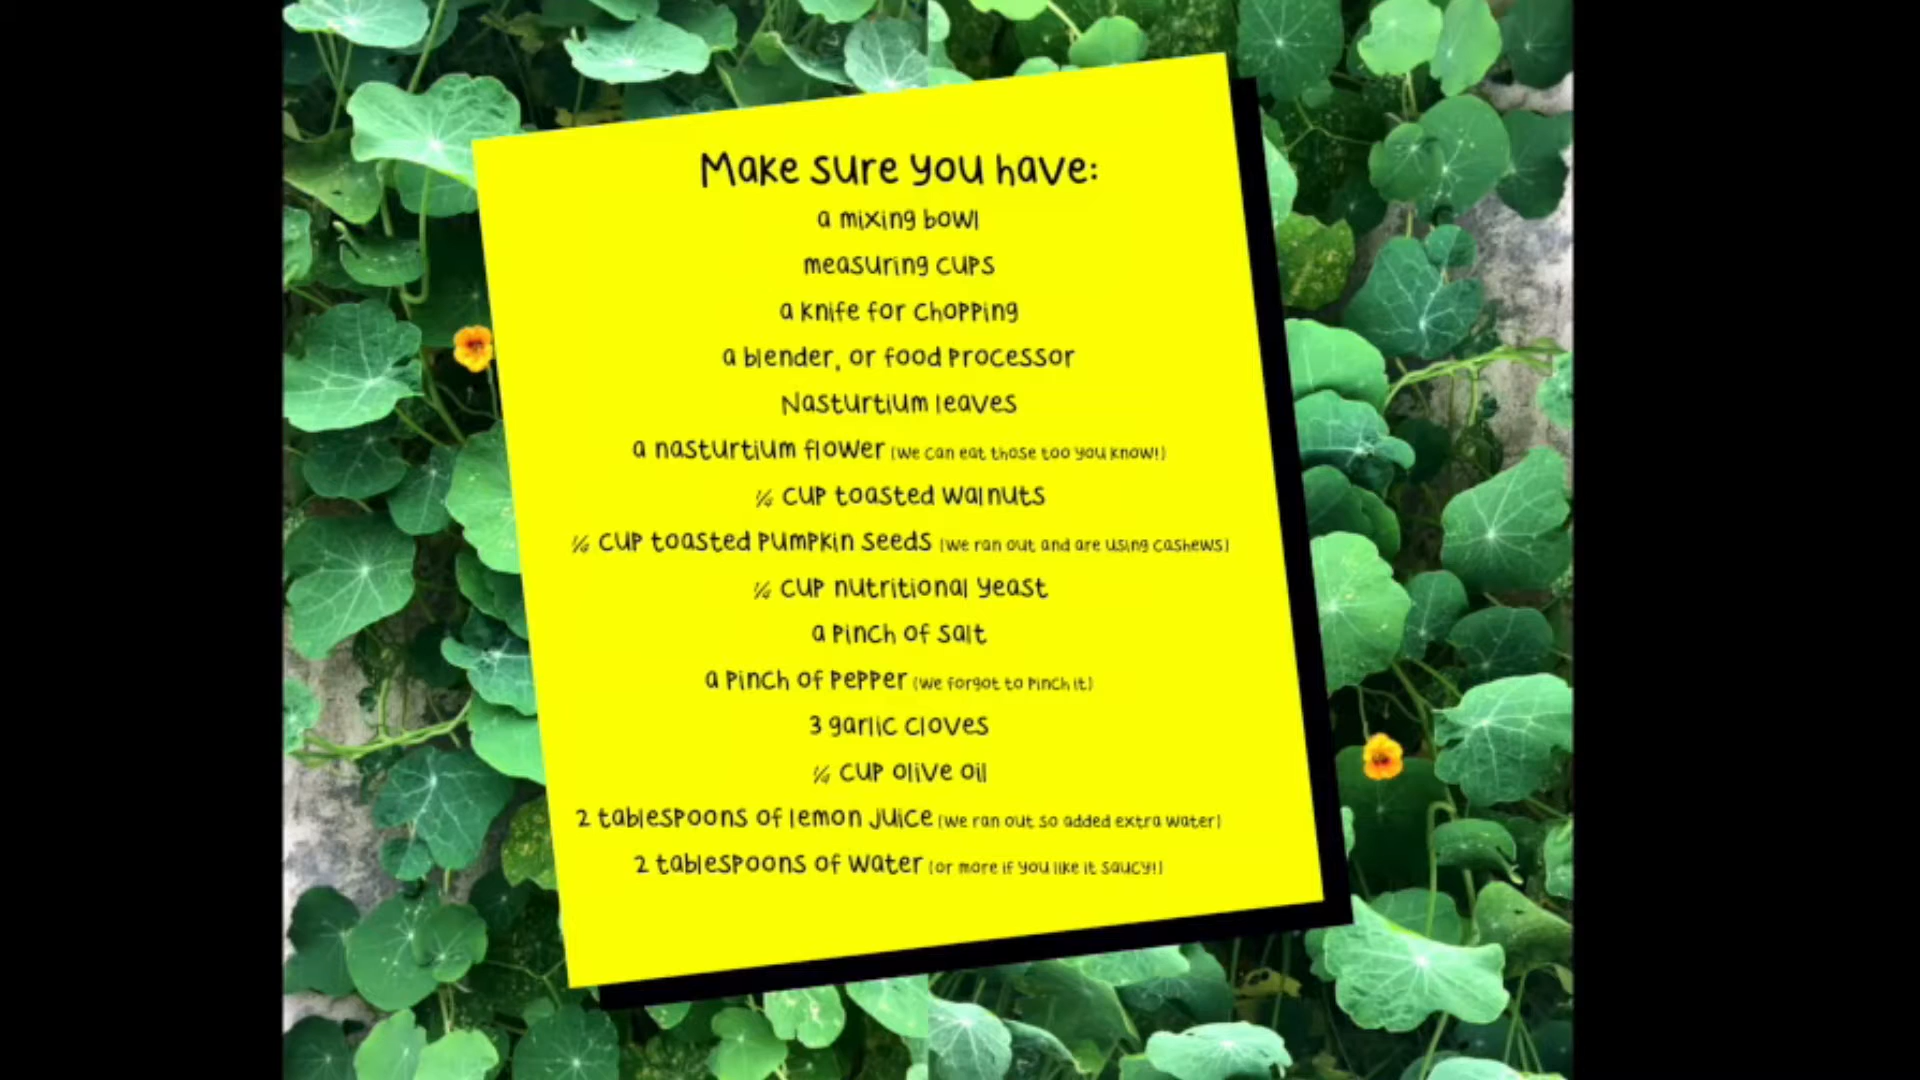 Make sure you have:
a mixing bowl
measuring cups
a knife for chopping
a blender, or food processor
Nasturtium leaves
a nasturtium flower (we can eat those too you know!)
¼ cup toasted walnuts
¼ cup toasted pumpkin seeds (we ran out and are using cashews)
¼ cup nutritional yeast
a pinch of salt
a pinch of pepper (we forgot to pinch it)
3 garlic cloves
¼ cup olive oil
2 tablespoons of lemon juice (we ran out so added extra water)
2 tablespoons of water (or more if you like it saucy!)